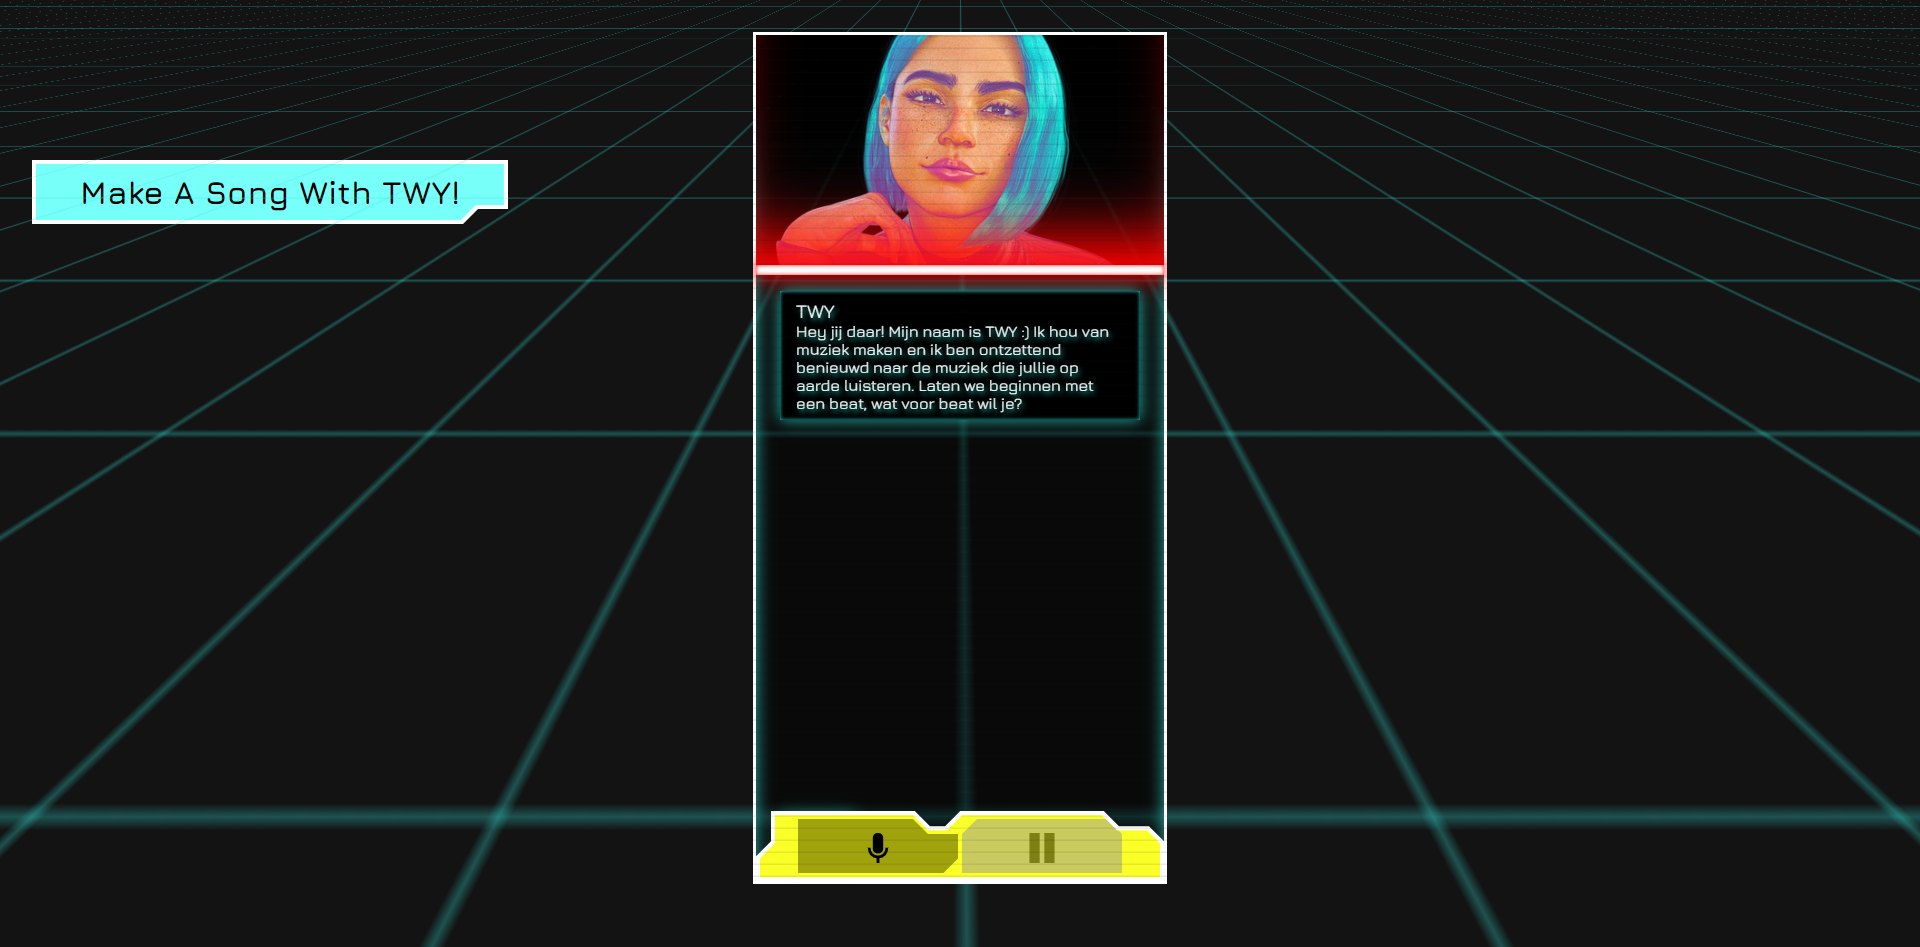 Make A Song With TWY!
TWY
Hey jij daar! Mijn naam is TWY :) Ik hou van
muziek maken en ik ben ontzettend
benieuwd naar de muziek die jullie op
aarde luisteren. Laten we beginnen met
een beat, wat voor beat wil je?